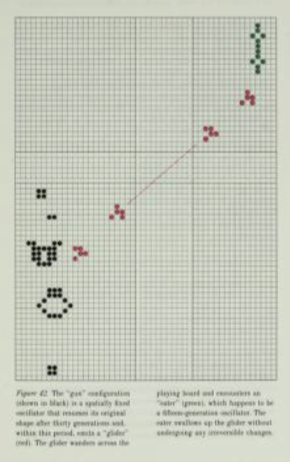 Figure 42. The "gun" configuration
(shown in black) is a spatially fixed
oscillator that resumes its original
shape after thirty generations and,
within this period, emits a "glider"
(red). The glider wanders across the
playing board and encounters an
"eater" (green), which happens to be
a fifteen-generation oscillator. The
eater swallows up the glider without
undergoing any irreversible changes.